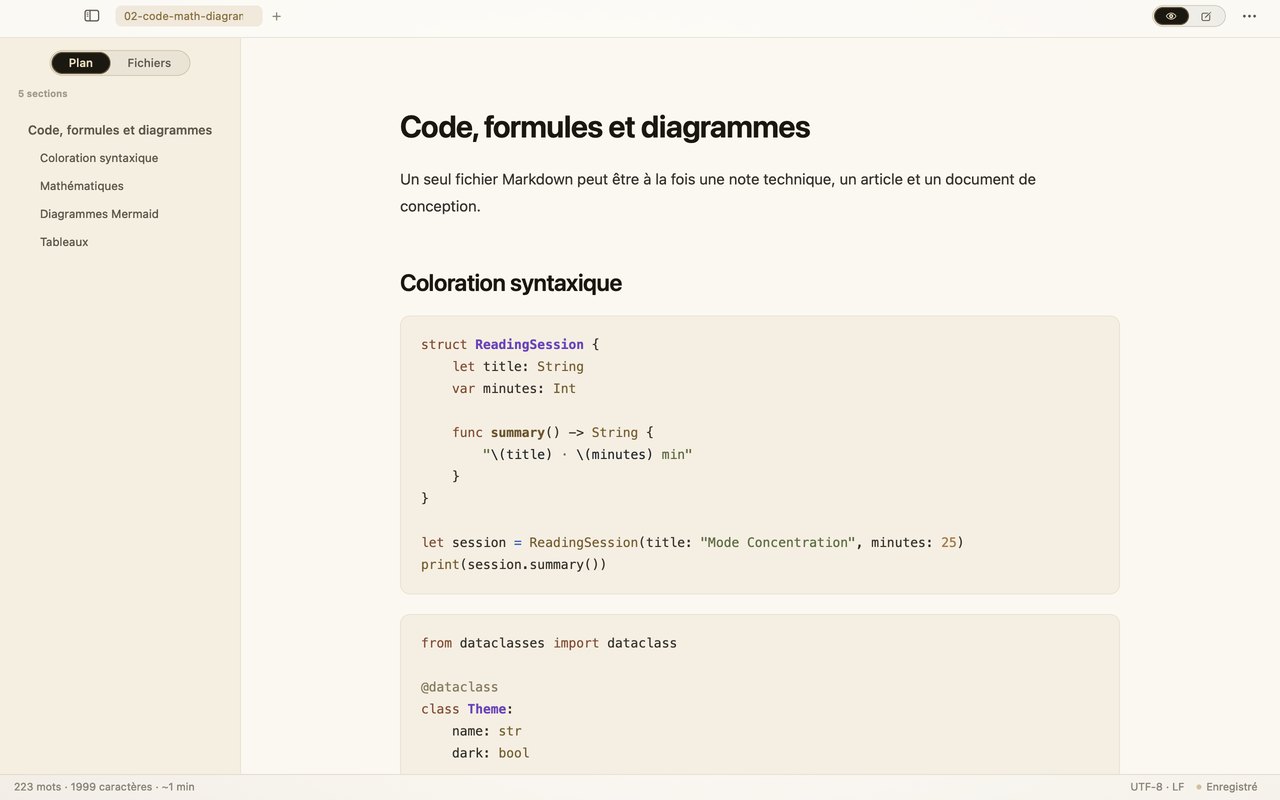 02-code-math-diagran
Plan
Fichiers
5 sections
Code, formules et diagrammes
Coloration syntaxique
Mathématiques
Diagrammes Mermaid
Tableaux
Code, formules et diagrammes
Un seul fichier Markdown peut être à la fois une note technique, un article et un document de
conception.
Coloration syntaxique
struct ReadingSession {
    let title: String
    var minutes: Int
    func summary() -> String {
        "\(title) · \(minutes) min"
    }
}
let session = ReadingSession(title: "Mode Concentration", minutes: 25)
print(session.summary())
from dataclasses import dataclass
@dataclass
class Theme:
    name: str
    dark: bool
223 mots · 1999 caractères · ~1 min
UTF-8 · LF
Enregistré